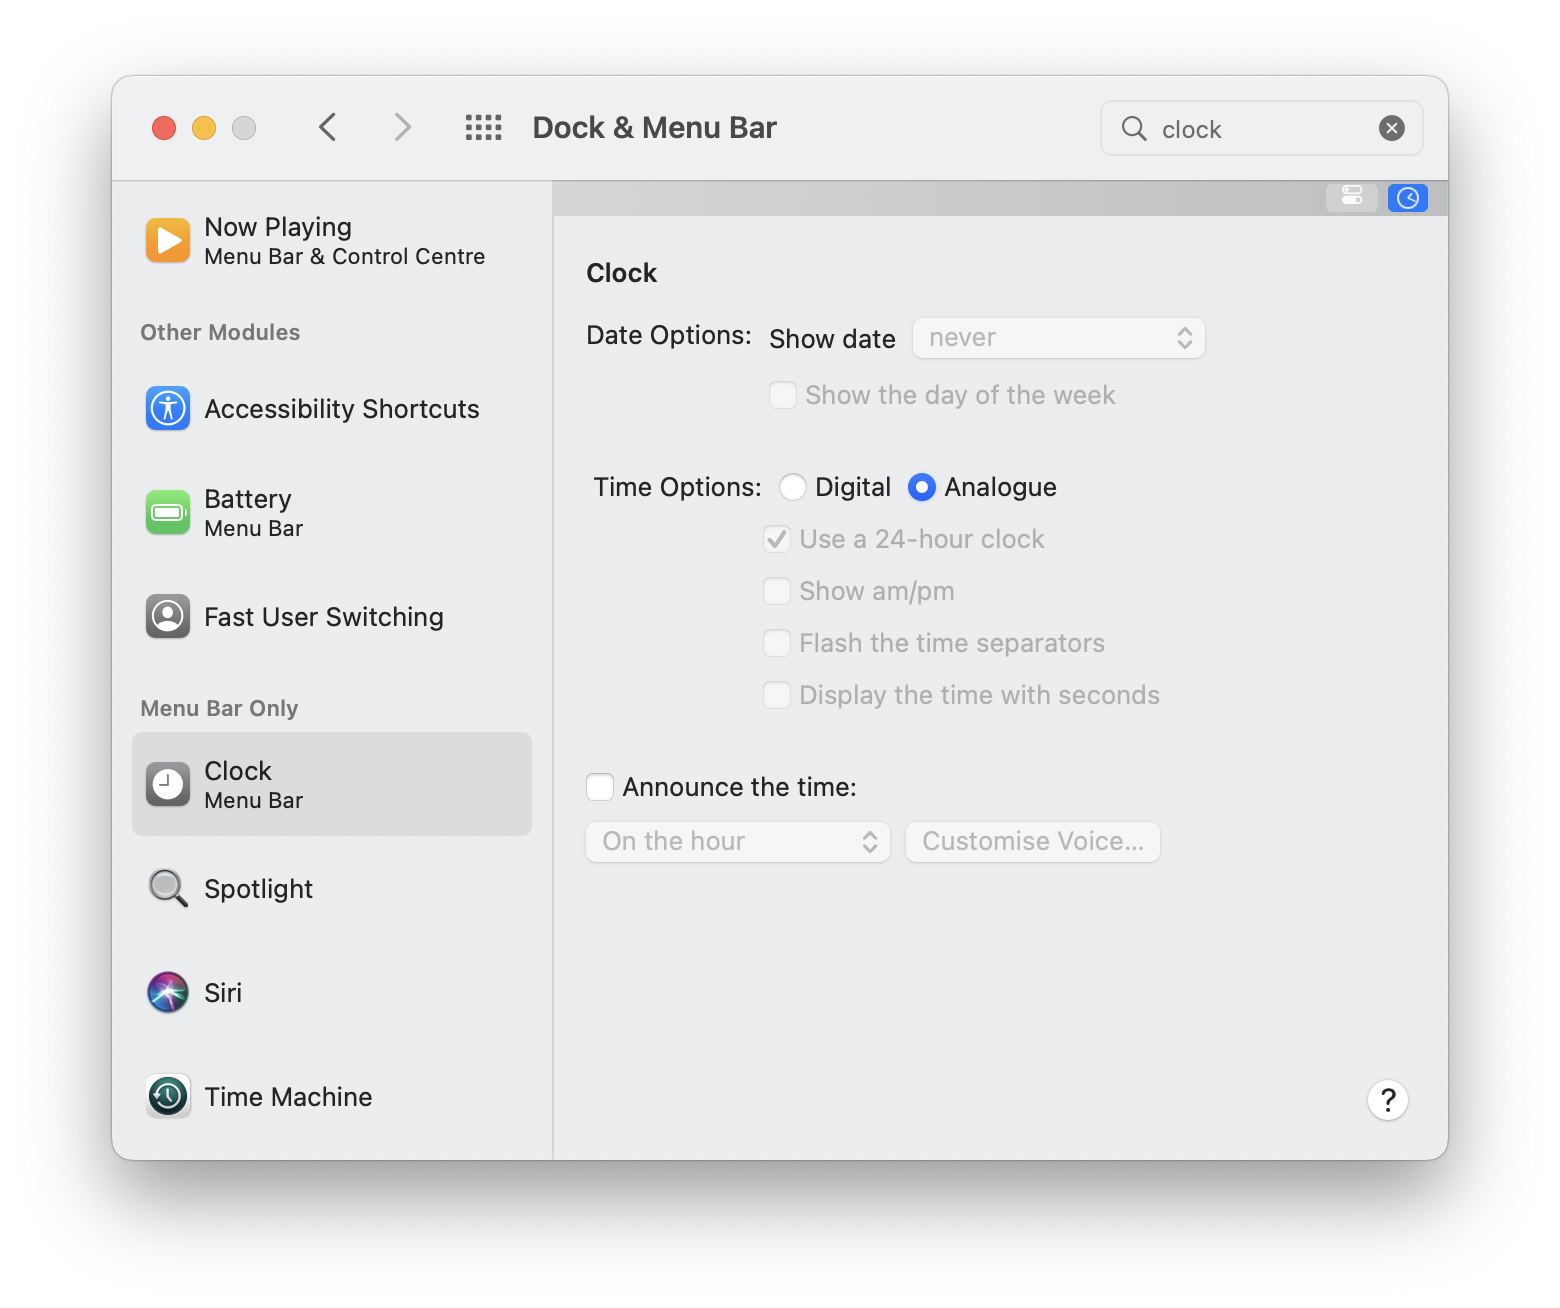 Dock & Menu Bar
clock
Now Playing
Menu Bar & Control Centre
Other Modules
Accessibility Shortcuts
Battery
Menu Bar
Fast User Switching
Menu Bar Only
Clock
Menu Bar
Spotlight
Siri
Time Machine
Clock
Date Options: Show date never
Show the day of the week
Time Options: Digital Analogue
Use a 24-hour clock
Show am/pm
Flash the time separators
Display the time with seconds
Announce the time:
On the hour Customise Voice...
?